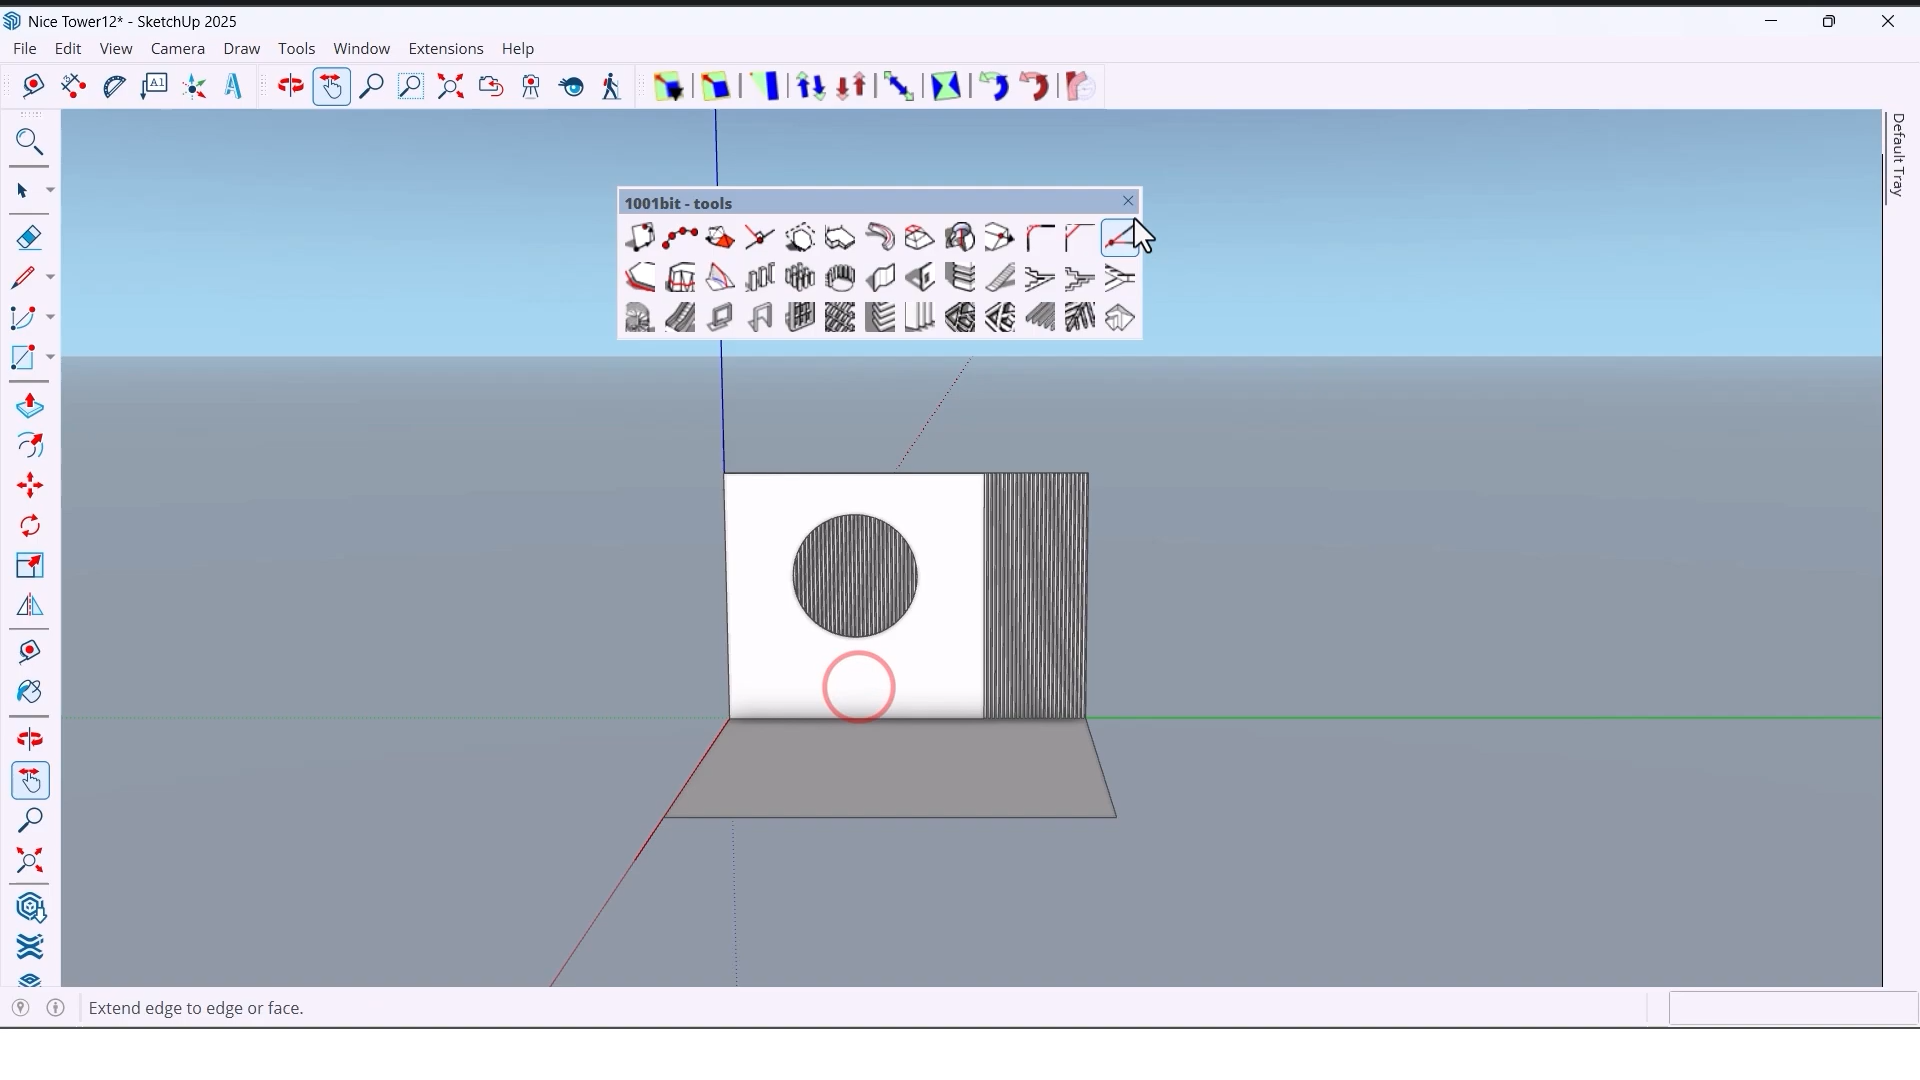 Nice Tower12* - SketchUp 2025
File Edit View Camera Draw Tools Window Extensions Help
A1
Default Tray
1001bit - tools
Extend edge to edge or face.